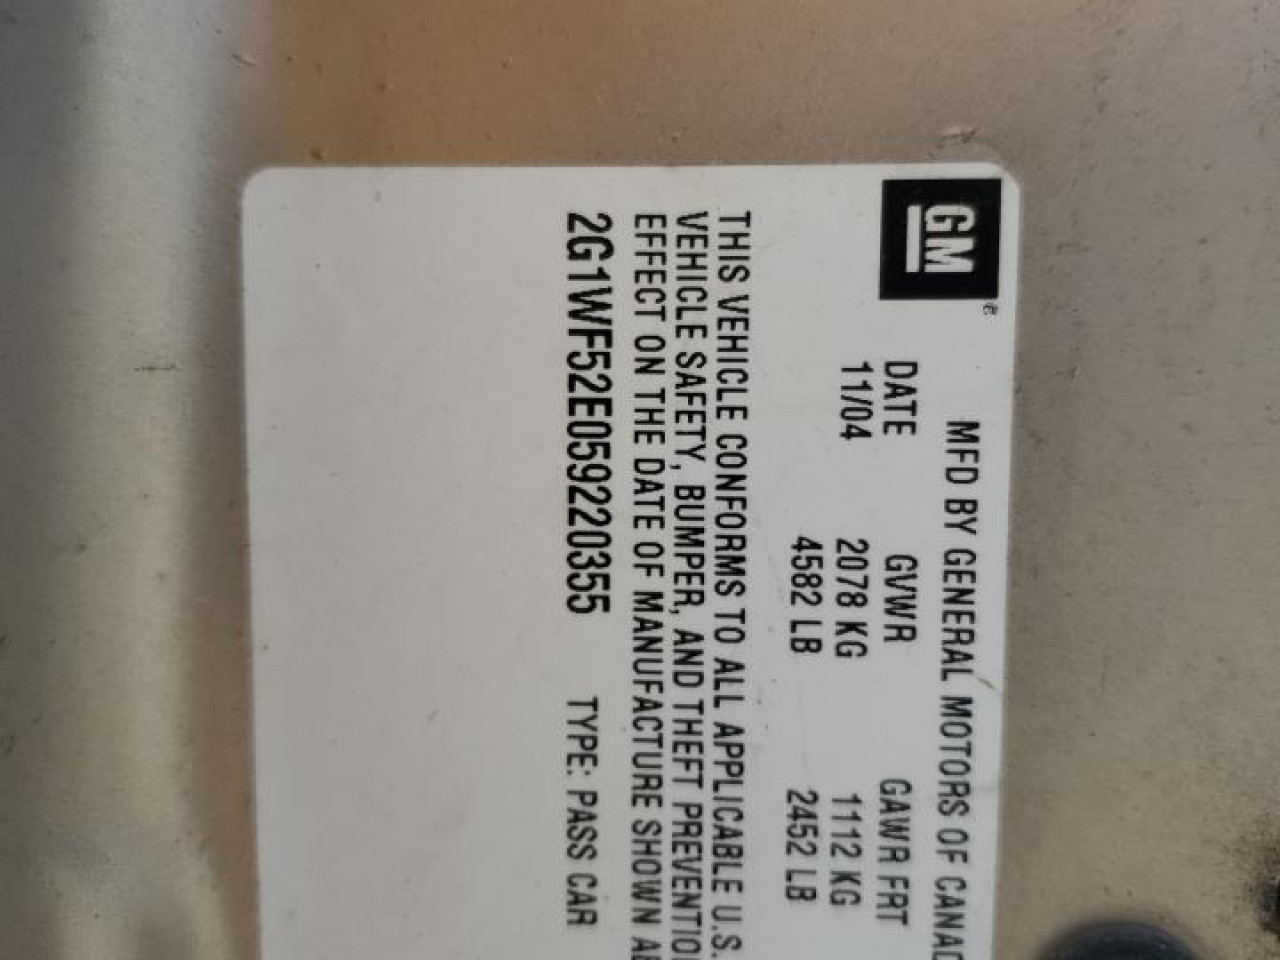 GM
MFD BY GENERAL MOTORS OF CANAD
DATE GVWR GAWR FRT
11/04 2078 KG 1112 KG
4582 LB 2452 LB
THIS VEHICLE CONFORMS TO ALL APPLICABLE U.S.
VEHICLE SAFETY, BUMPER, AND THEFT PREVENTIO
EFFECT ON THE DATE OF MANUFACTURE SHOWN AB
2G1WF52E059220355 TYPE: PASS CAR